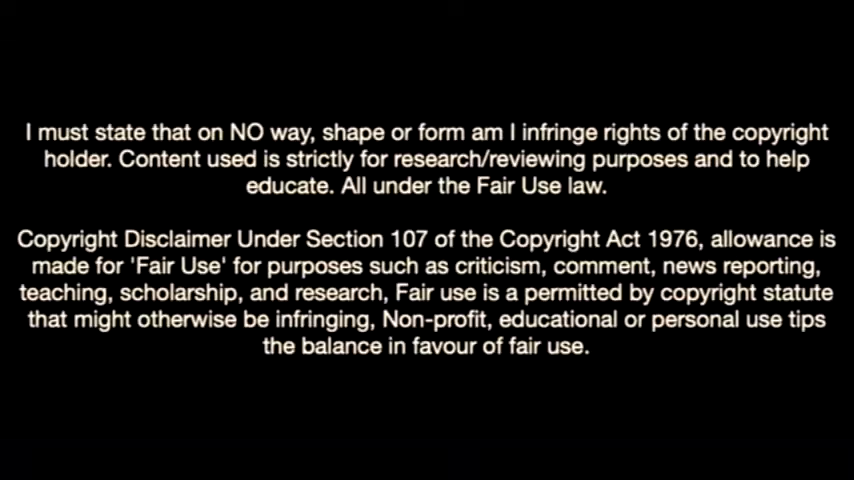 I must state that on NO way, shape or form am I infringe rights of the copyright
holder. Content used is strictly for research/reviewing purposes and to help
educate. All under the Fair Use law.
Copyright Disclaimer Under Section 107 of the Copyright Act 1976, allowance is
made for 'Fair Use' for purposes such as criticism, comment, news reporting,
teaching, scholarship, and research, Fair use is a permitted by copyright statute
that might otherwise be infringing, Non-profit, educational or personal use tips
the balance in favour of fair use.